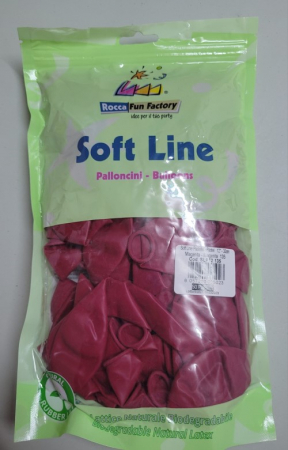 Rocca Fun Factory
idee per il tuo party
Soft Line
Palloncini - Balloons
NATURAL
RUBBER
Lattice Naturale Biodegradabile
Biodegradable Natural Latex